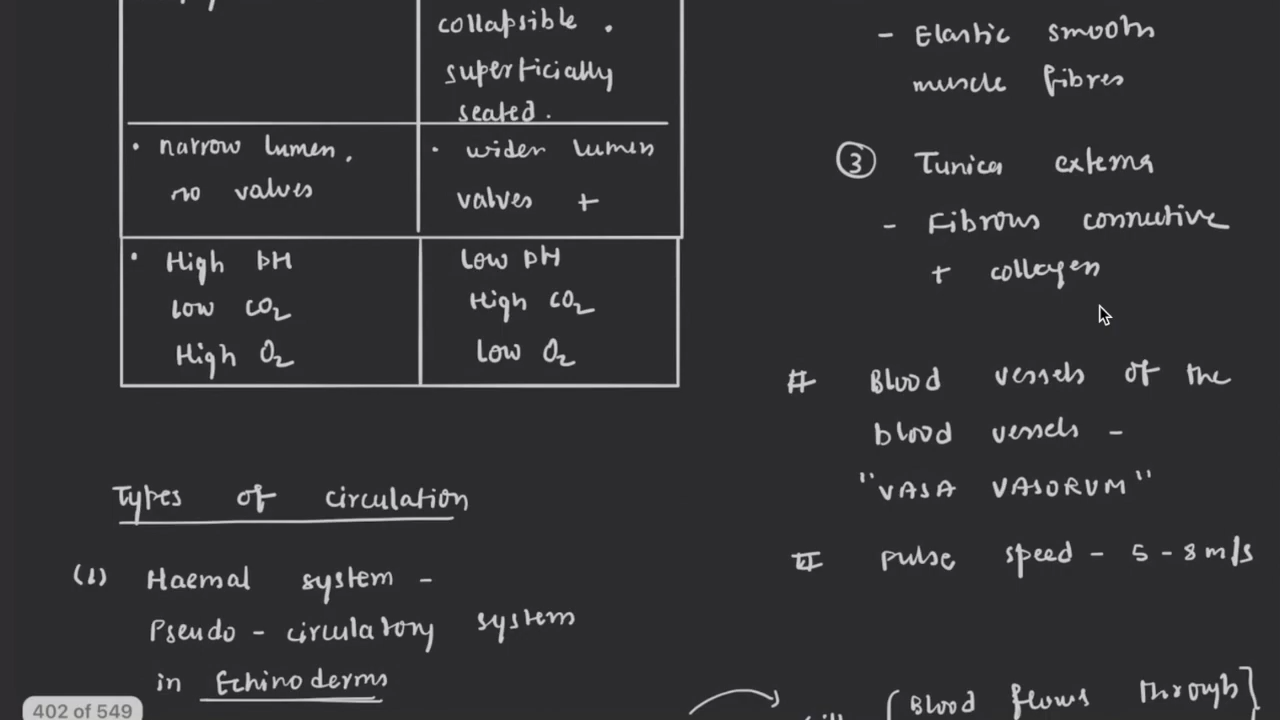 collapsible .
superficially
seated .
• narrow lumen .
no valves
• wider lumen
valves +
• High pH
Low CO2
High O2
Low pH
High CO2
Low O2
Types of circulation
(1) Haemal system -
Pseudo - circulatory system
in Echinoderms
402 of 549
- Elastic smooth
muscle fibres
③ Tunica externa
- Fibrous connective
+ collagen
# Blood vessels of the
blood vessels -
"VASA VASORUM"
# Pulse speed - 5 - 8 m/s
(Blood flows through]